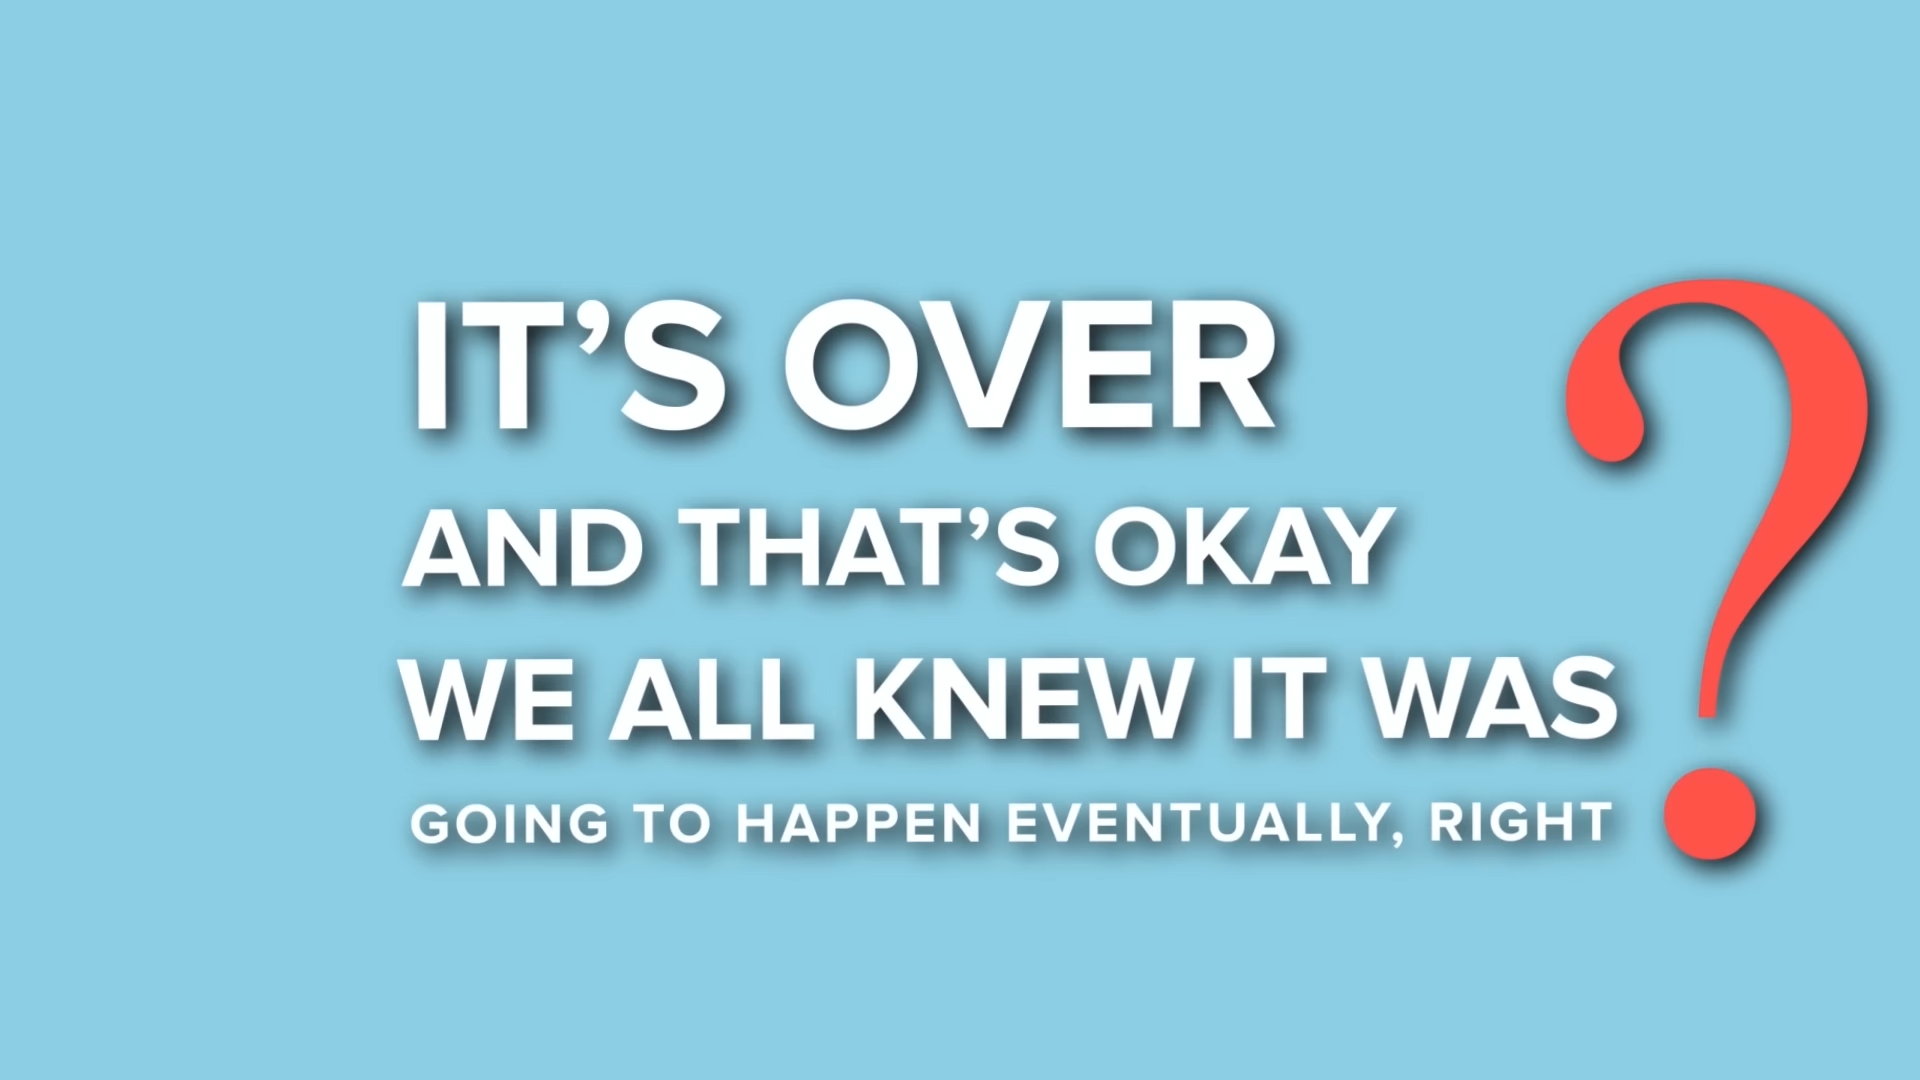 IT’S OVER
AND THAT’S OKAY
WE ALL KNEW IT WAS
GOING TO HAPPEN EVENTUALLY, RIGHT?